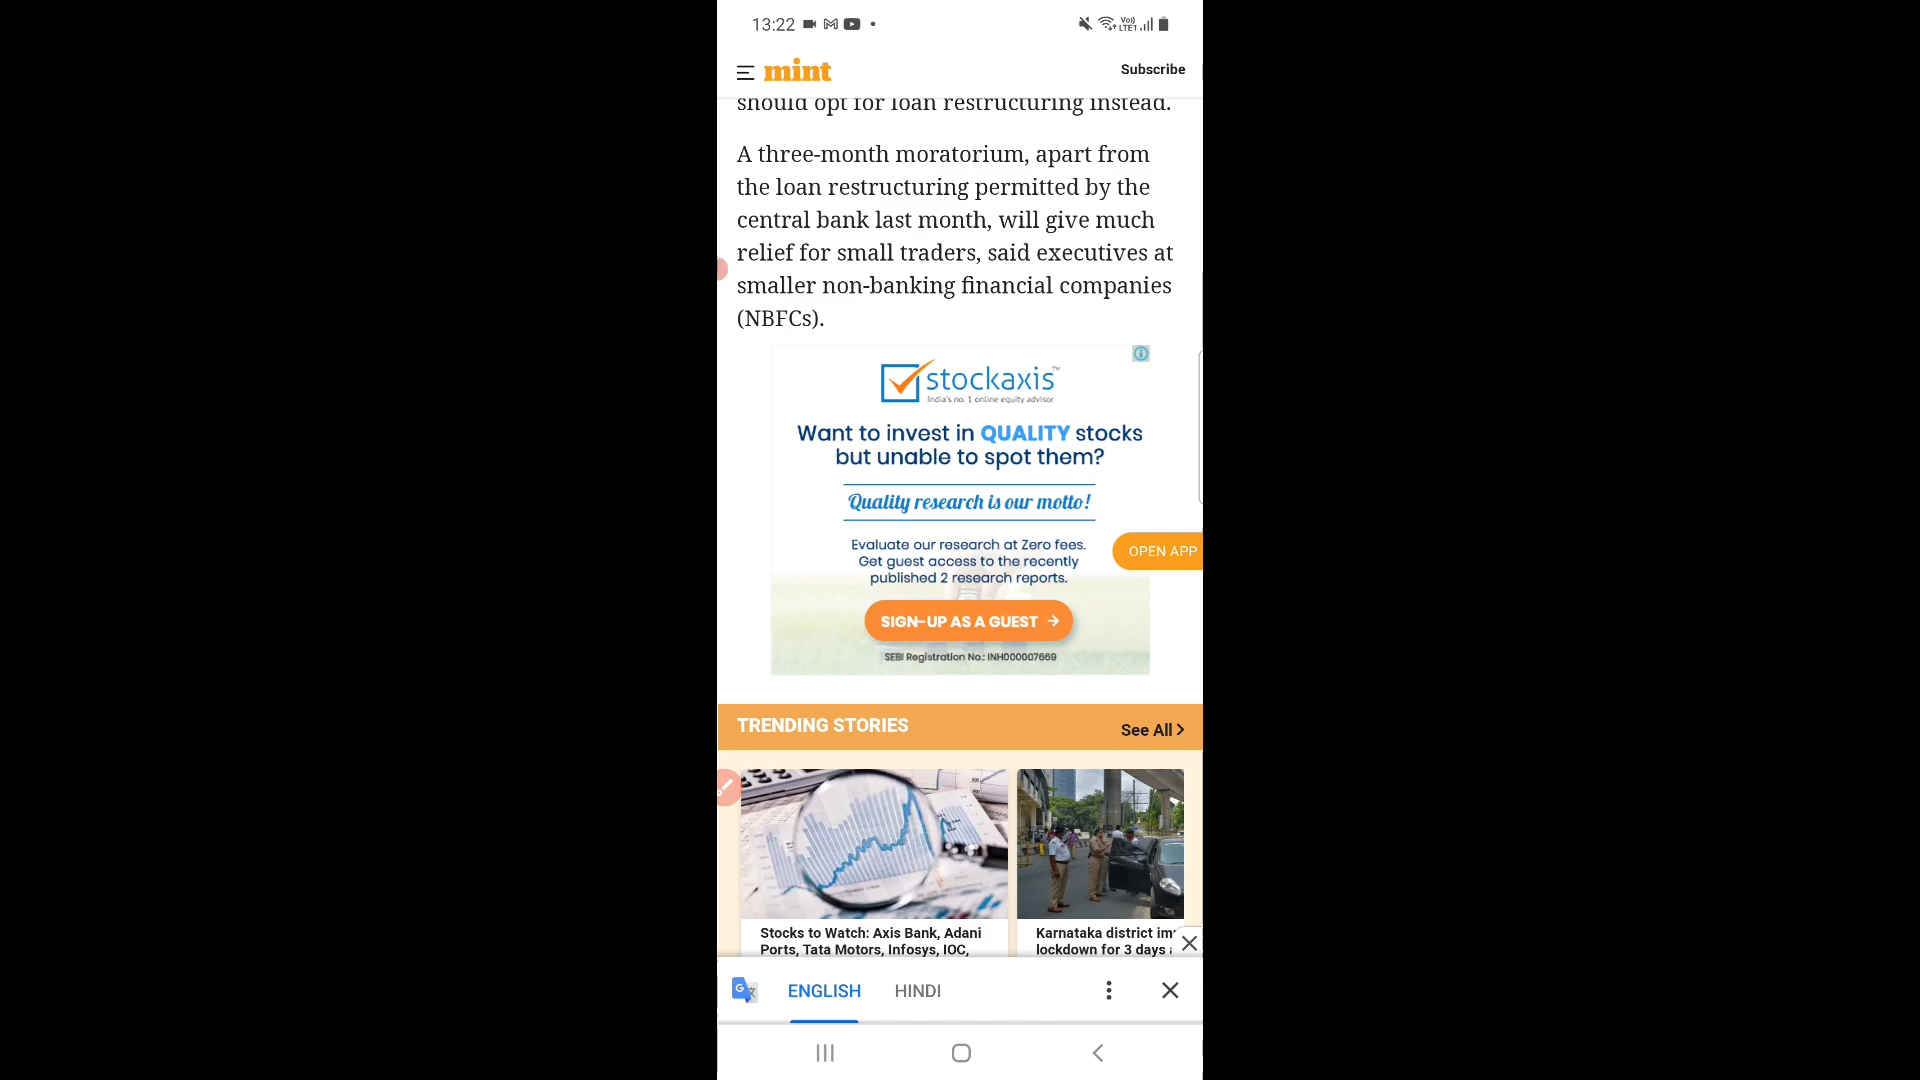 13:22
Vo)
LTE1
mint
Subscribe
should opt for loan restructuring instead.
A three-month moratorium, apart from
the loan restructuring permitted by the
central bank last month, will give much
relief for small traders, said executives at
smaller non-banking financial companies
(NBFCs).
stockaxis™
India's no. 1 online equity advisor
Want to invest in QUALITY stocks
but unable to spot them?
Quality research is our motto!
Evaluate our research at Zero fees.
Get guest access to the recently
published 2 research reports.
OPEN APP
SIGN-UP AS A GUEST →
SEBI Registration No.: INH000007669
TRENDING STORIES
See All >
Stocks to Watch: Axis Bank, Adani
Ports, Tata Motors, Infosys, IOC,
Karnataka district im
lockdown for 3 days
ENGLISH
HINDI